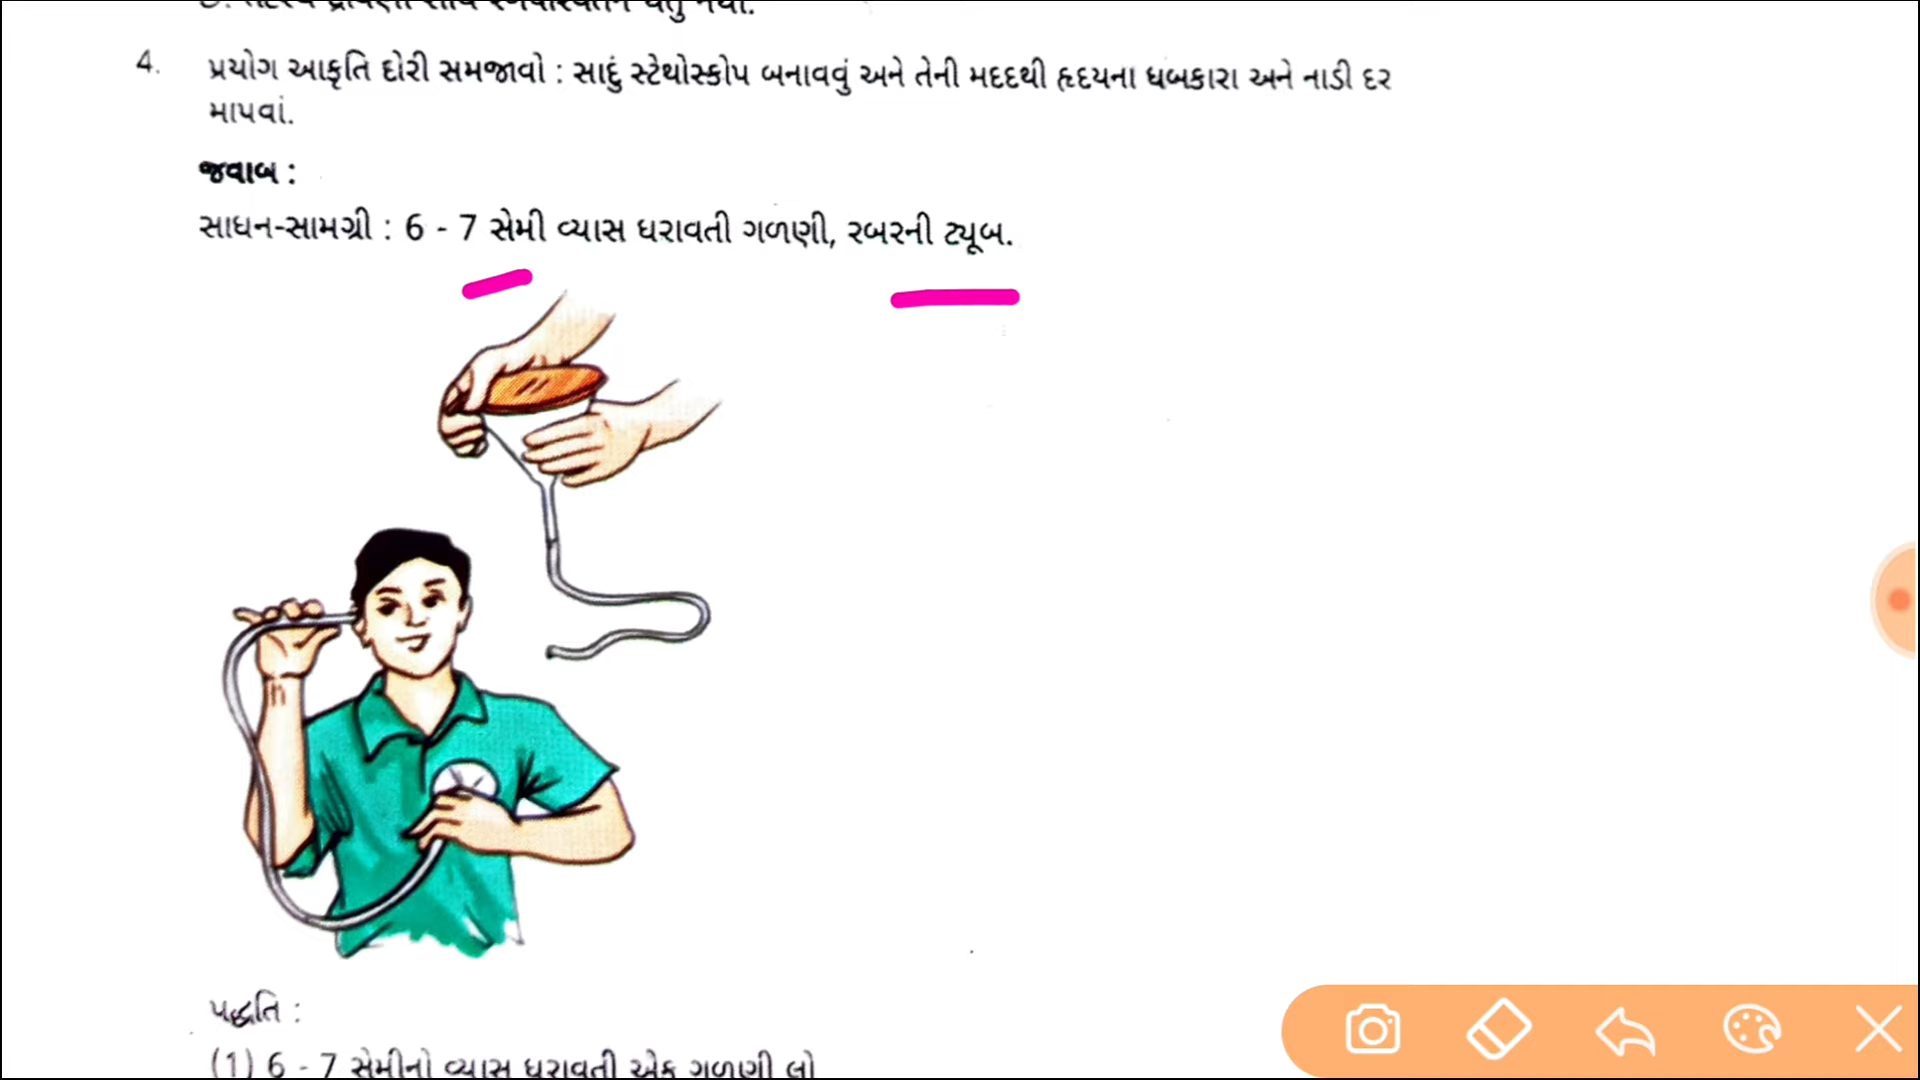 4. પ્રયોગ આકૃતિ દોરી સમજાવો : સાદું સ્ટેથોસ્કોપ બનાવવું અને તેની મદદથી હૃદયના ધબકારા અને નાડી દર
માપવાં.
જવાબ :
સાધન-સામગ્રી : 6 - 7 સેમી વ્યાસ ધરાવતી ગળણી, રબરની ટ્યૂબ.
પદ્ધતિ :
(1) 6 - 7 સેમીનો વ્યાસ ધરાવતી એક ગળણી લો